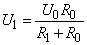 U₁ = U₀R₀ / (R₁ + R₀)